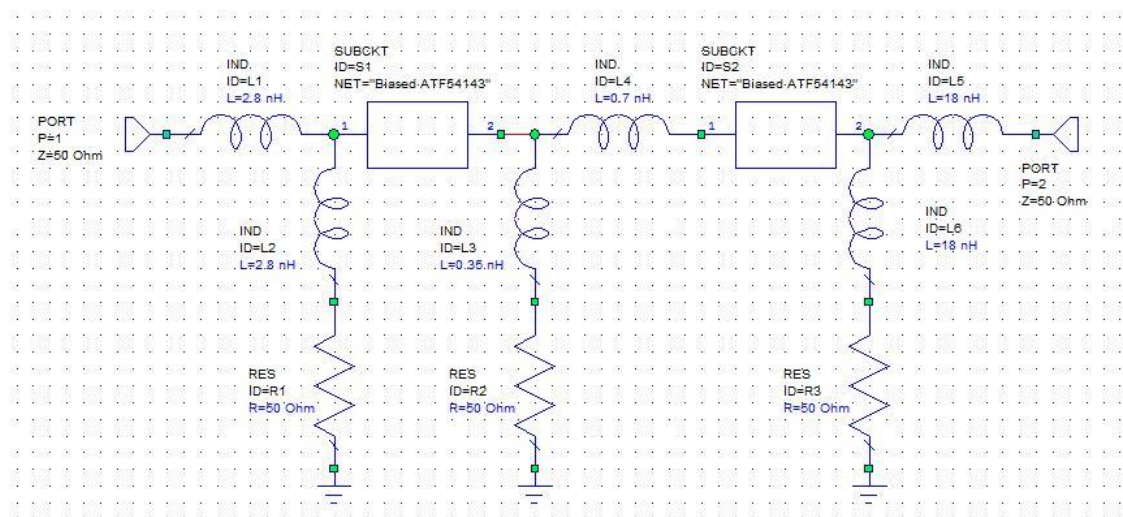 SUBCKT
ID=S1
NET="Biased ATF54143"
SUBCKT
ID=S2
NET="Biased ATF54143"
IND
ID=L1
L=2.8 nH
IND
ID=L4
L=0.7 nH
IND
ID=L5
L=18 nH
PORT
P=1
Z=50 Ohm
1
2
1
2
PORT
P=2
Z=50 Ohm
IND
ID=L2
L=2.8 nH
IND
ID=L3
L=0.35 nH
IND
ID=L6
L=18 nH
RES
ID=R1
R=50 Ohm
RES
ID=R2
R=50 Ohm
RES
ID=R3
R=50 Ohm